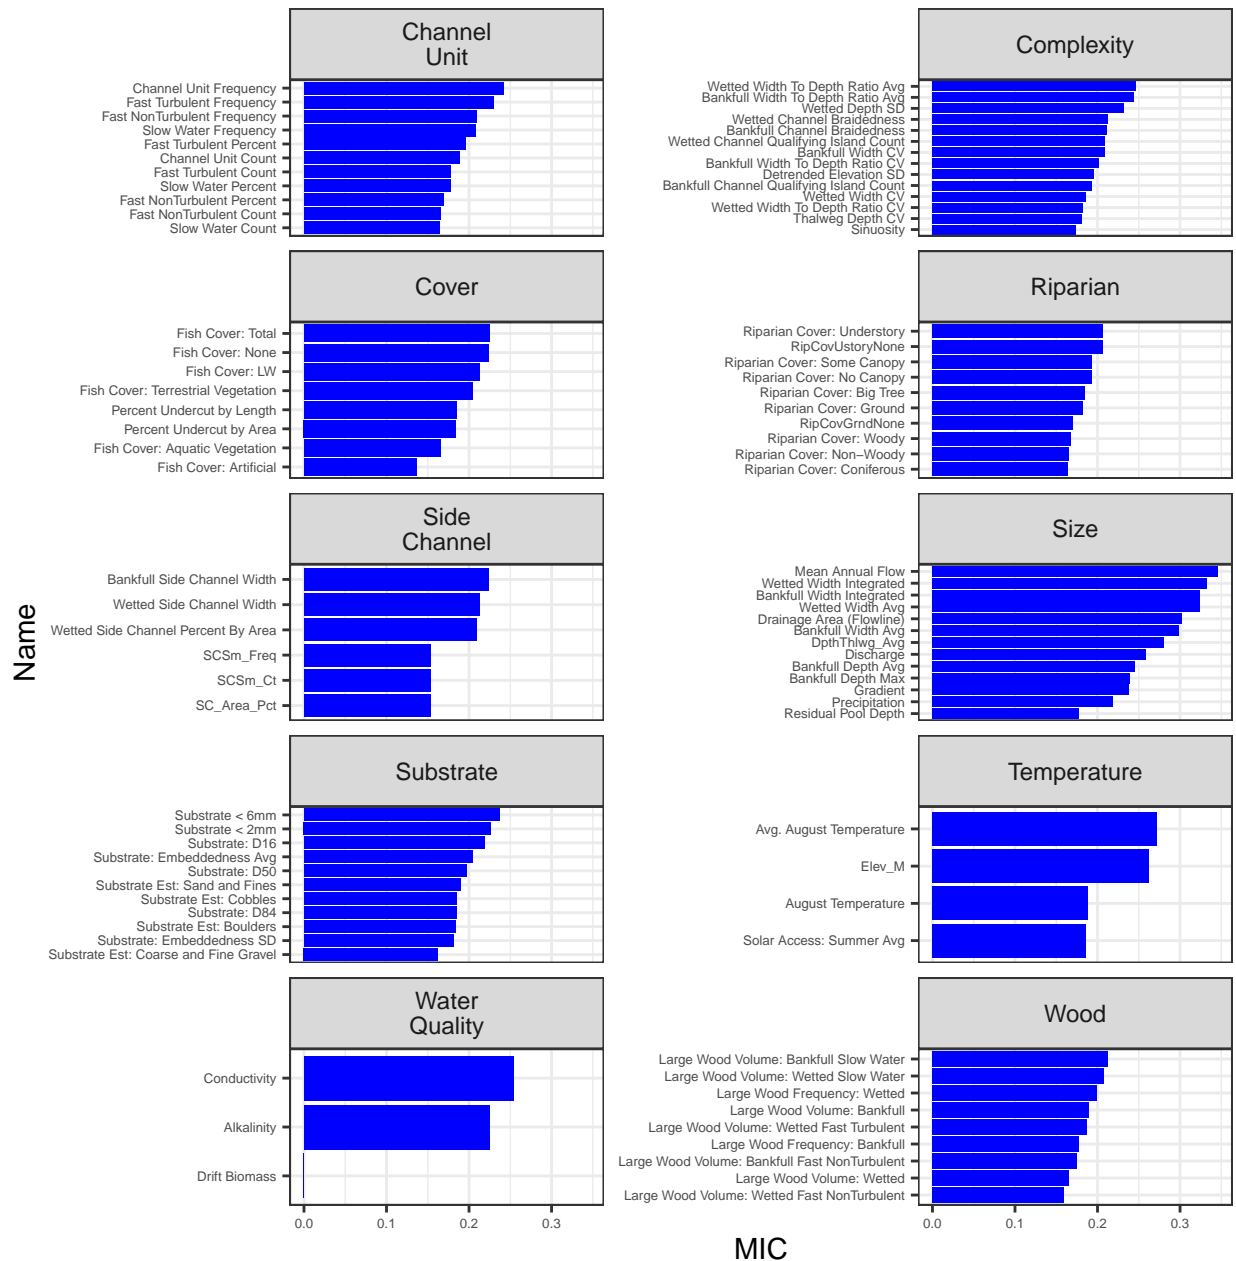 Channel
Unit
Channel Unit Frequency
Fast Turbulent Frequency
Fast NonTurbulent Frequency
Slow Water Frequency
Fast Turbulent Percent
Channel Unit Count
Fast Turbulent Count
Slow Water Percent
Fast NonTurbulent Percent
Fast NonTurbulent Count
Slow Water Count
Complexity
Wetted Width To Depth Ratio Avg
Bankfull Width To Depth Ratio Avg
Wetted Depth SD
Wetted Channel Braidedness
Bankfull Channel Braidedness
Wetted Channel Qualifying Island Count
Bankfull Width CV
Bankfull Width To Depth Ratio CV
Detrended Elevation SD
Bankfull Channel Qualifying Island Count
Wetted Width CV
Wetted Width To Depth Ratio CV
Thalweg Depth CV
Sinuosity
Cover
Fish Cover: Total
Fish Cover: None
Fish Cover: LW
Fish Cover: Terrestrial Vegetation
Percent Undercut by Length
Percent Undercut by Area
Fish Cover: Aquatic Vegetation
Fish Cover: Artificial
Riparian
Riparian Cover: Understory
RipCovUstoryNone
Riparian Cover: Some Canopy
Riparian Cover: No Canopy
Riparian Cover: Big Tree
Riparian Cover: Ground
RipCovGrndNone
Riparian Cover: Woody
Riparian Cover: Non−Woody
Riparian Cover: Coniferous
Side
Channel
Bankfull Side Channel Width
Wetted Side Channel Width
Wetted Side Channel Percent By Area
SCSm_Freq
SCSm_Ct
SC_Area_Pct
Size
Mean Annual Flow
Wetted Width Integrated
Bankfull Width Integrated
Wetted Width Avg
Drainage Area (Flowline)
Bankfull Width Avg
DpthThlwg_Avg
Discharge
Bankfull Depth Avg
Bankfull Depth Max
Gradient
Precipitation
Residual Pool Depth
Name
Substrate
Substrate < 6mm
Substrate < 2mm
Substrate: D16
Substrate: Embeddedness Avg
Substrate: D50
Substrate Est: Sand and Fines
Substrate Est: Cobbles
Substrate: D84
Substrate Est: Boulders
Substrate: Embeddedness SD
Substrate Est: Coarse and Fine Gravel
Temperature
Avg. August Temperature
Elev_M
August Temperature
Solar Access: Summer Avg
Water
Quality
Conductivity
Alkalinity
Drift Biomass
0.0 0.1 0.2 0.3
Wood
Large Wood Volume: Bankfull Slow Water
Large Wood Volume: Wetted Slow Water
Large Wood Frequency: Wetted
Large Wood Volume: Bankfull
Large Wood Volume: Wetted Fast Turbulent
Large Wood Frequency: Bankfull
Large Wood Volume: Bankfull Fast NonTurbulent
Large Wood Volume: Wetted
Large Wood Volume: Wetted Fast NonTurbulent
0.0 0.1 0.2 0.3
MIC